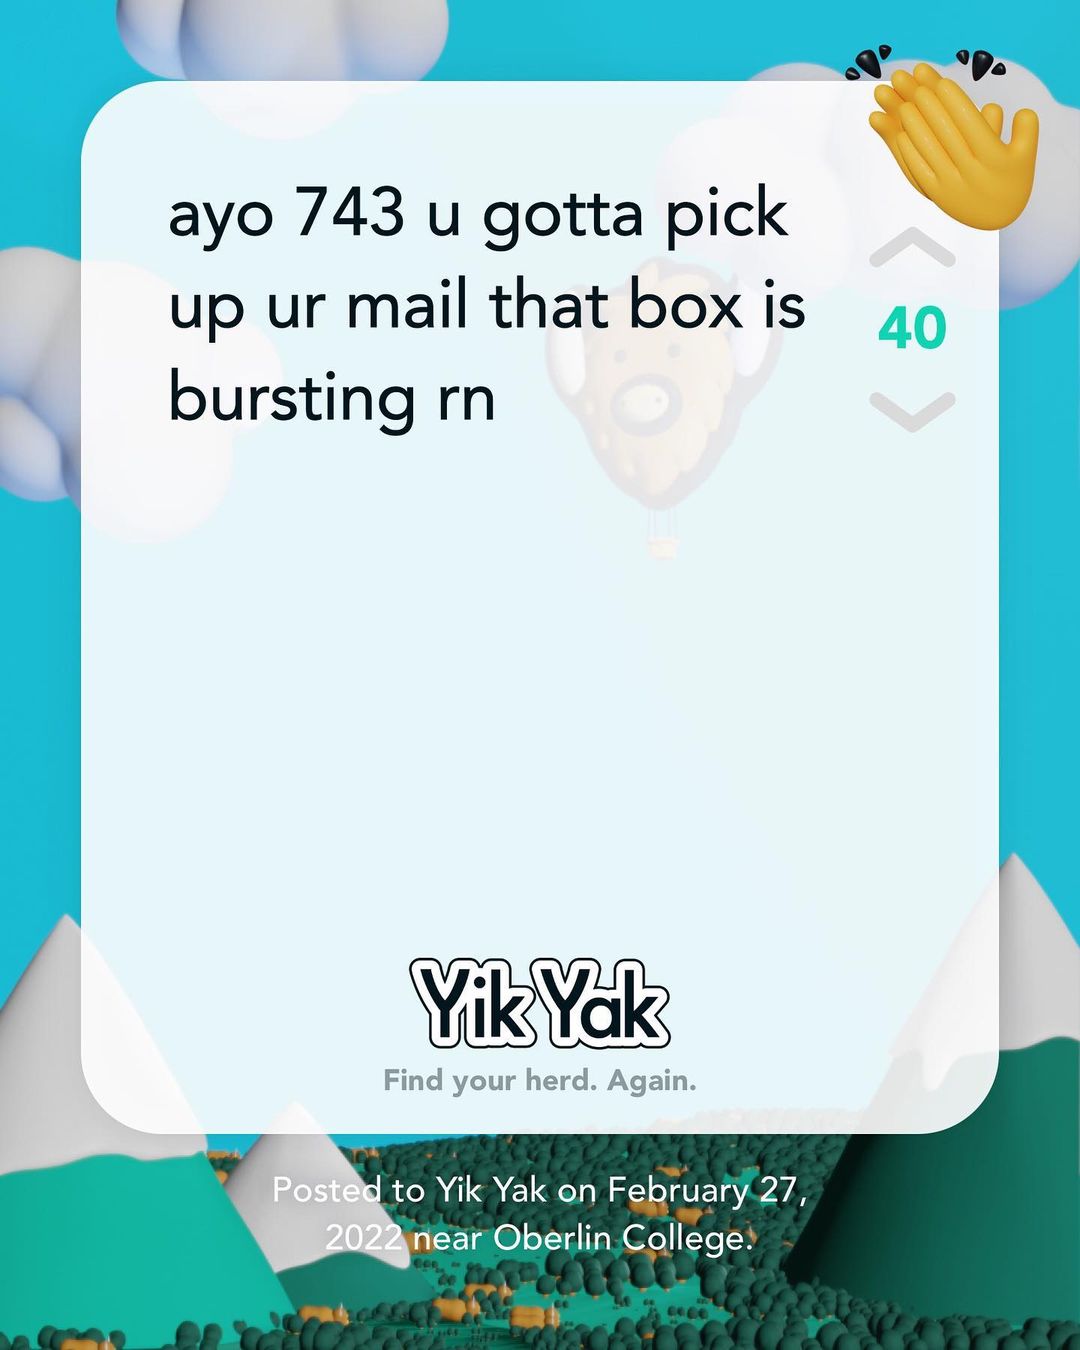 ayo 743 u gotta pick
up ur mail that box is
bursting rn
40
Yik Yak
Find your herd. Again.
Posted to Yik Yak on February 27,
2022 near Oberlin College.